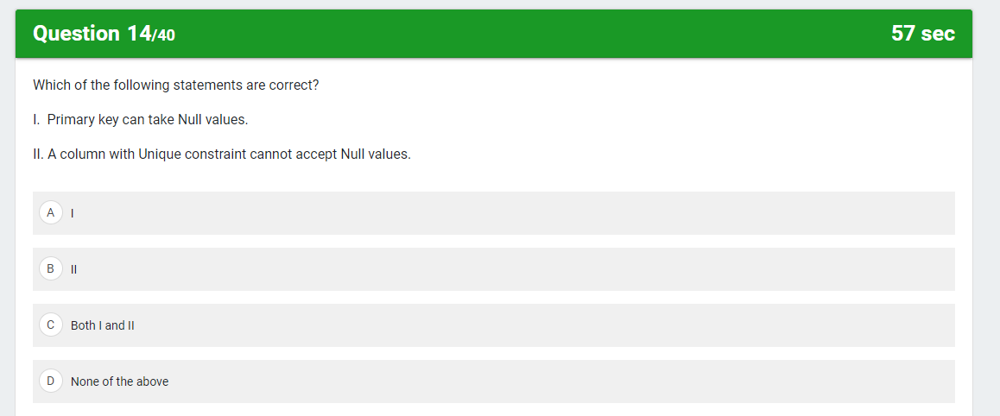 Question 14/40 57 sec
Which of the following statements are correct?
I. Primary key can take Null values.
II. A column with Unique constraint cannot accept Null values.
A I
B II
C Both I and II
D None of the above